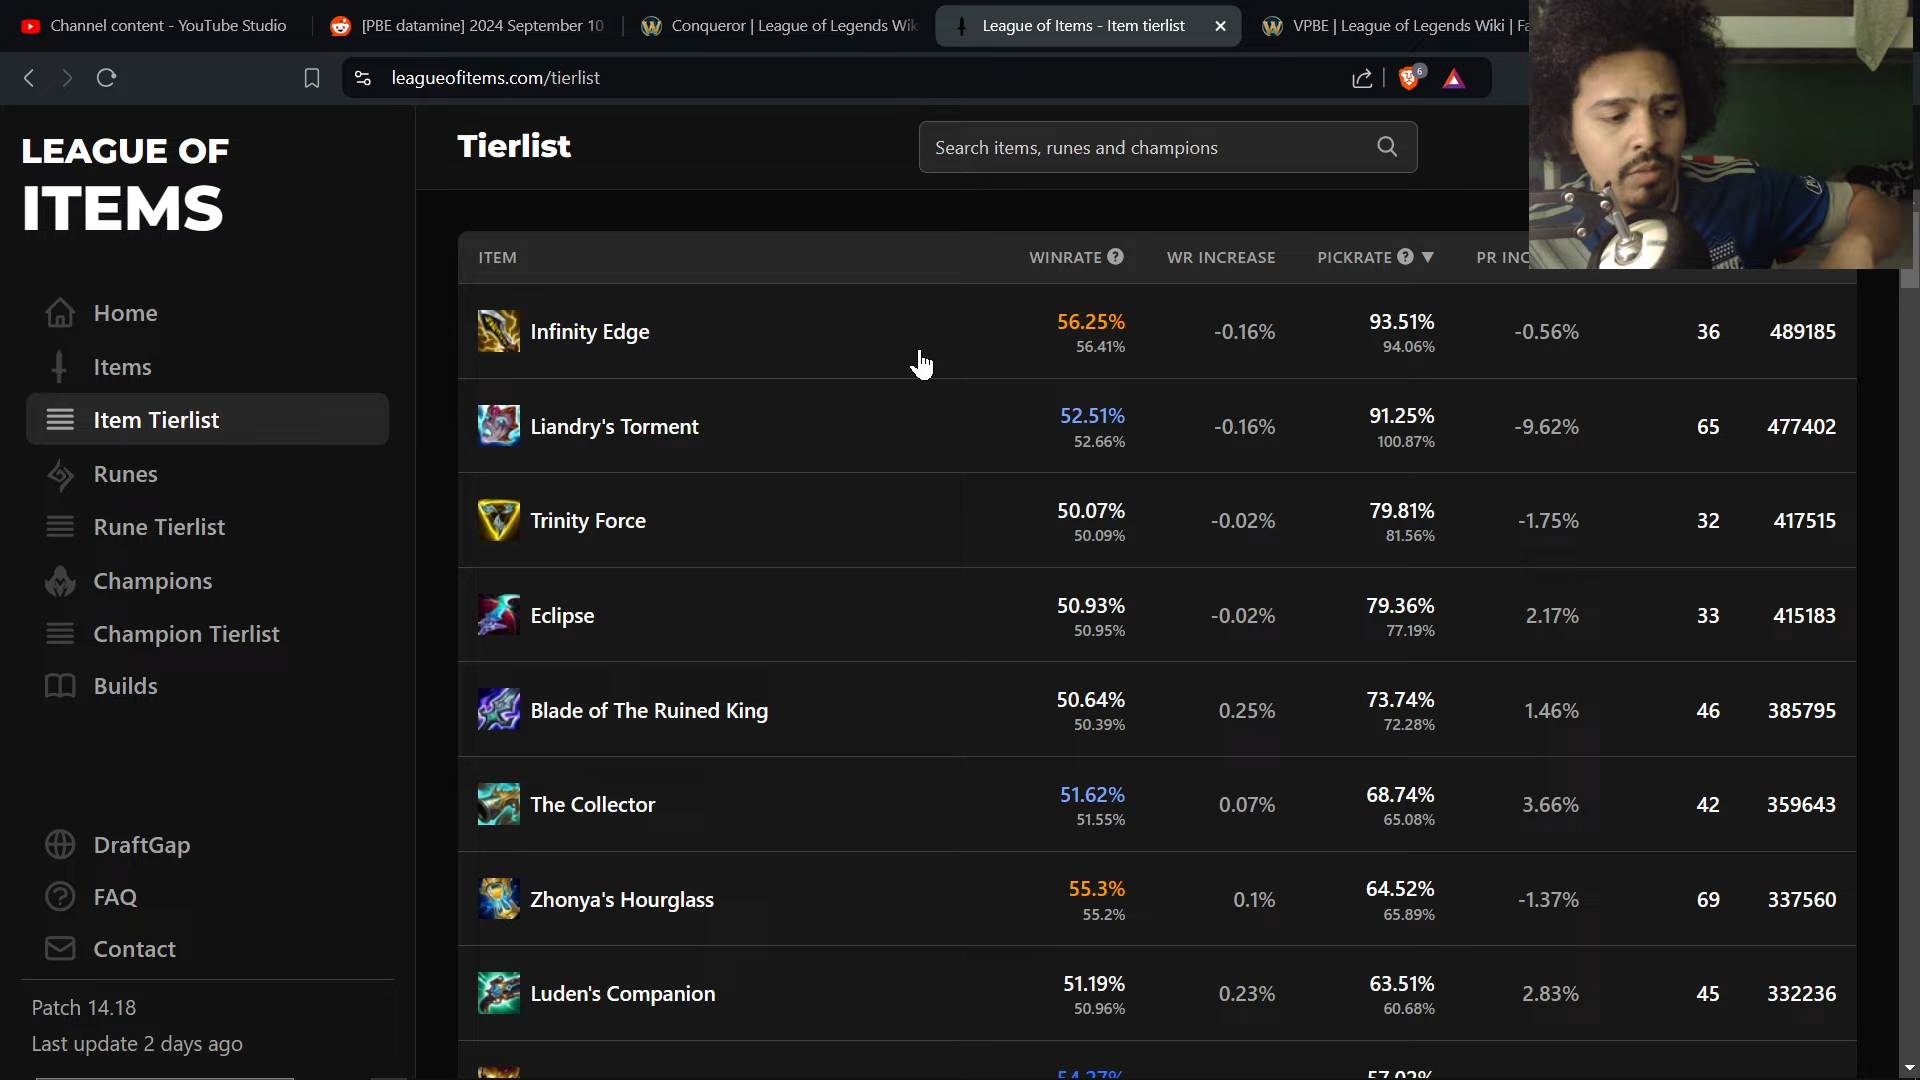 Channel content - YouTube Studio
[PBE datamine] 2024 September 10
Conqueror | League of Legends Wik
League of Items - Item tierlist
VPBE | League of Legends Wiki | Fa
leagueofitems.com/tierlist
6
LEAGUE OF
ITEMS
Home
Items
Item Tierlist
Runes
Rune Tierlist
Champions
Champion Tierlist
Builds
DraftGap
FAQ
Contact
Patch 14.18
Last update 2 days ago
Tierlist
Search items, runes and champions
ITEM WINRATE ? WR INCREASE PICKRATE ? ▼ PR INC
Infinity Edge 56.25% -0.16% 93.51% -0.56% 36 489185
56.41% 94.06%
Liandry's Torment 52.51% -0.16% 91.25% -9.62% 65 477402
52.66% 100.87%
Trinity Force 50.07% -0.02% 79.81% -1.75% 32 417515
50.09% 81.56%
Eclipse 50.93% -0.02% 79.36% 2.17% 33 415183
50.95% 77.19%
Blade of The Ruined King 50.64% 0.25% 73.74% 1.46% 46 385795
50.39% 72.28%
The Collector 51.62% 0.07% 68.74% 3.66% 42 359643
51.55% 65.08%
Zhonya's Hourglass 55.3% 0.1% 64.52% -1.37% 69 337560
55.2% 65.89%
Luden's Companion 51.19% 0.23% 63.51% 2.83% 45 332236
50.96% 60.68%
54.27% 57.02%